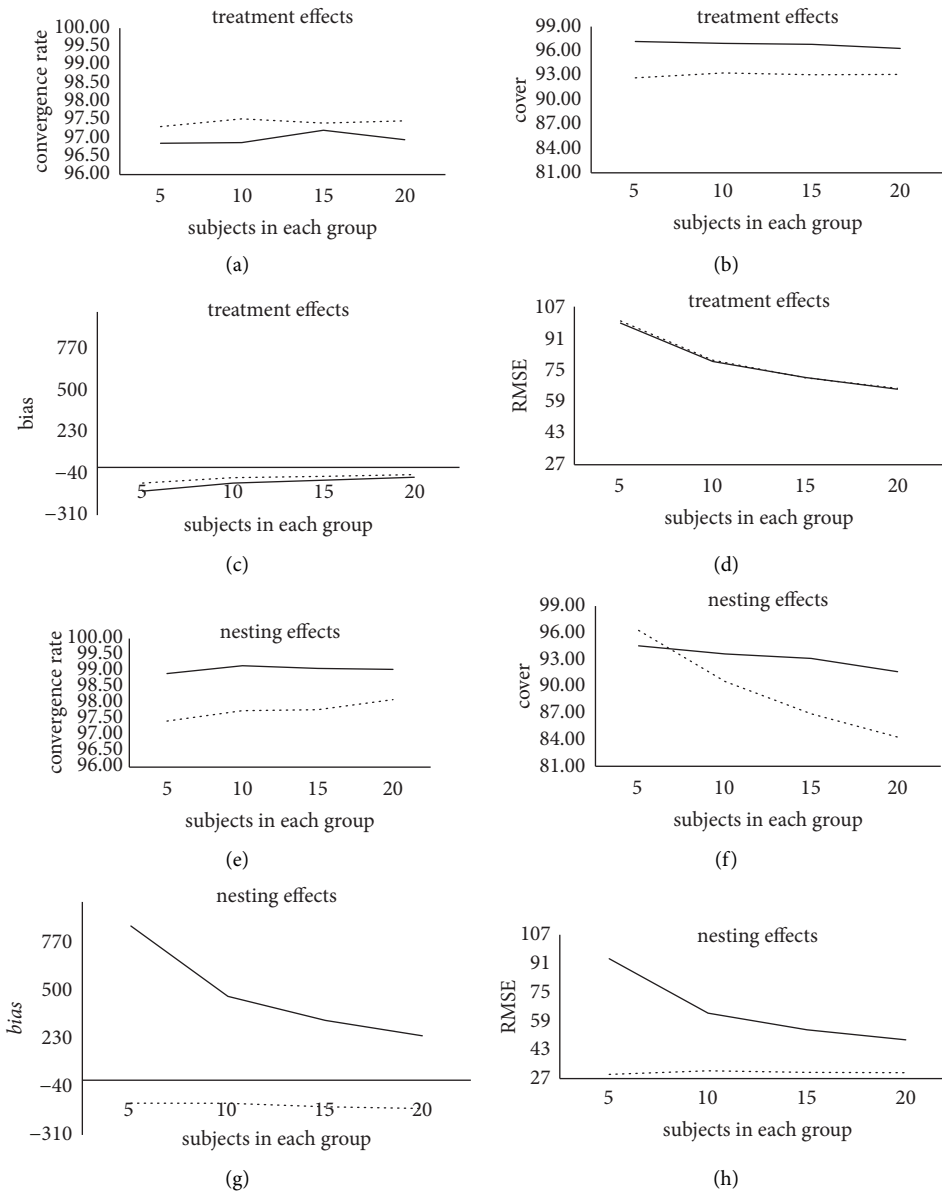 treatment effects
convergence rate
100.00
99.50
99.00
98.50
98.00
97.50
97.00
96.50
96.00
5 10 15 20
subjects in each group
(a)
treatment effects
cover
99.00
96.00
93.00
90.00
87.00
84.00
81.00
5 10 15 20
subjects in each group
(b)
treatment effects
bias
770
500
230
−40
−310
5 10 15 20
subjects in each group
(c)
treatment effects
RMSE
107
91
75
59
43
27
5 10 15 20
subjects in each group
(d)
nesting effects
convergence rate
100.00
99.50
99.00
98.50
98.00
97.50
97.00
96.50
96.00
5 10 15 20
subjects in each group
(e)
nesting effects
cover
99.00
96.00
93.00
90.00
87.00
84.00
81.00
5 10 15 20
subjects in each group
(f)
nesting effects
bias
770
500
230
−40
−310
5 10 15 20
subjects in each group
(g)
nesting effects
RMSE
107
91
75
59
43
27
5 10 15 20
subjects in each group
(h)